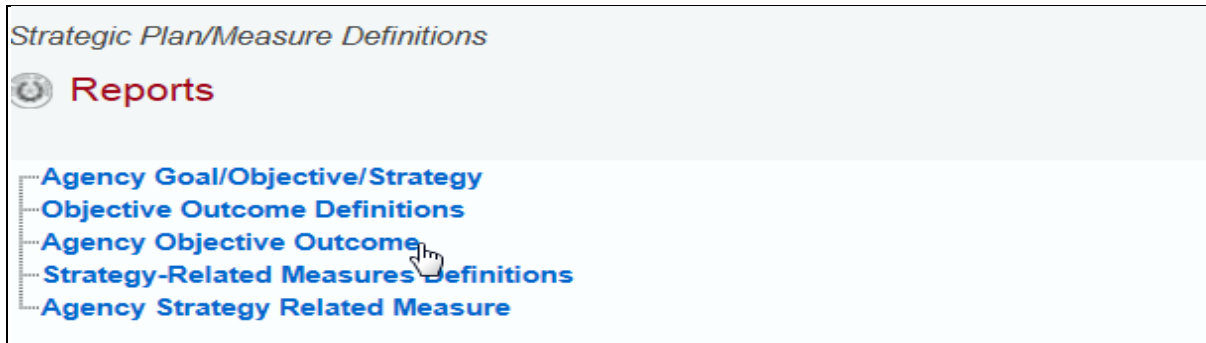 Strategic Plan/Measure Definitions
Reports
Agency Goal/Objective/Strategy
Objective Outcome Definitions
Agency Objective Outcome
Strategy-Related Measures Definitions
Agency Strategy Related Measure